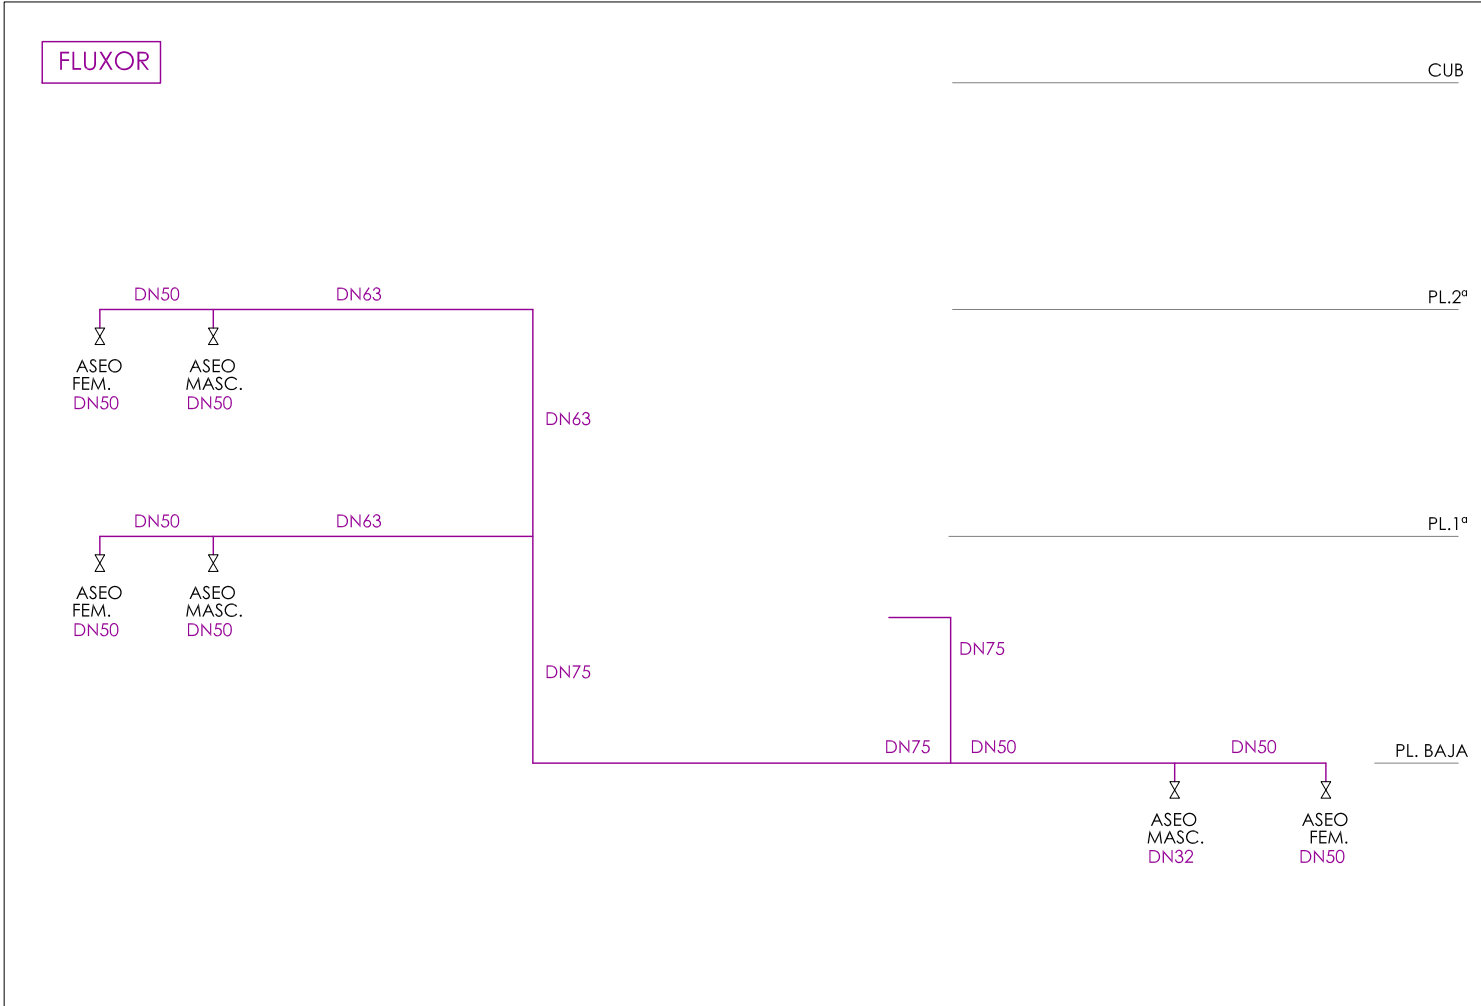 FLUXOR
CUB
DN50
DN63
PL.2ª
ASEO
FEM.
DN50
ASEO
MASC.
DN50
DN63
DN50
DN63
PL.1ª
ASEO
FEM.
DN50
ASEO
MASC.
DN50
DN75
DN75
DN75
DN50
DN50
PL. BAJA
ASEO
MASC.
DN32
ASEO
FEM.
DN50